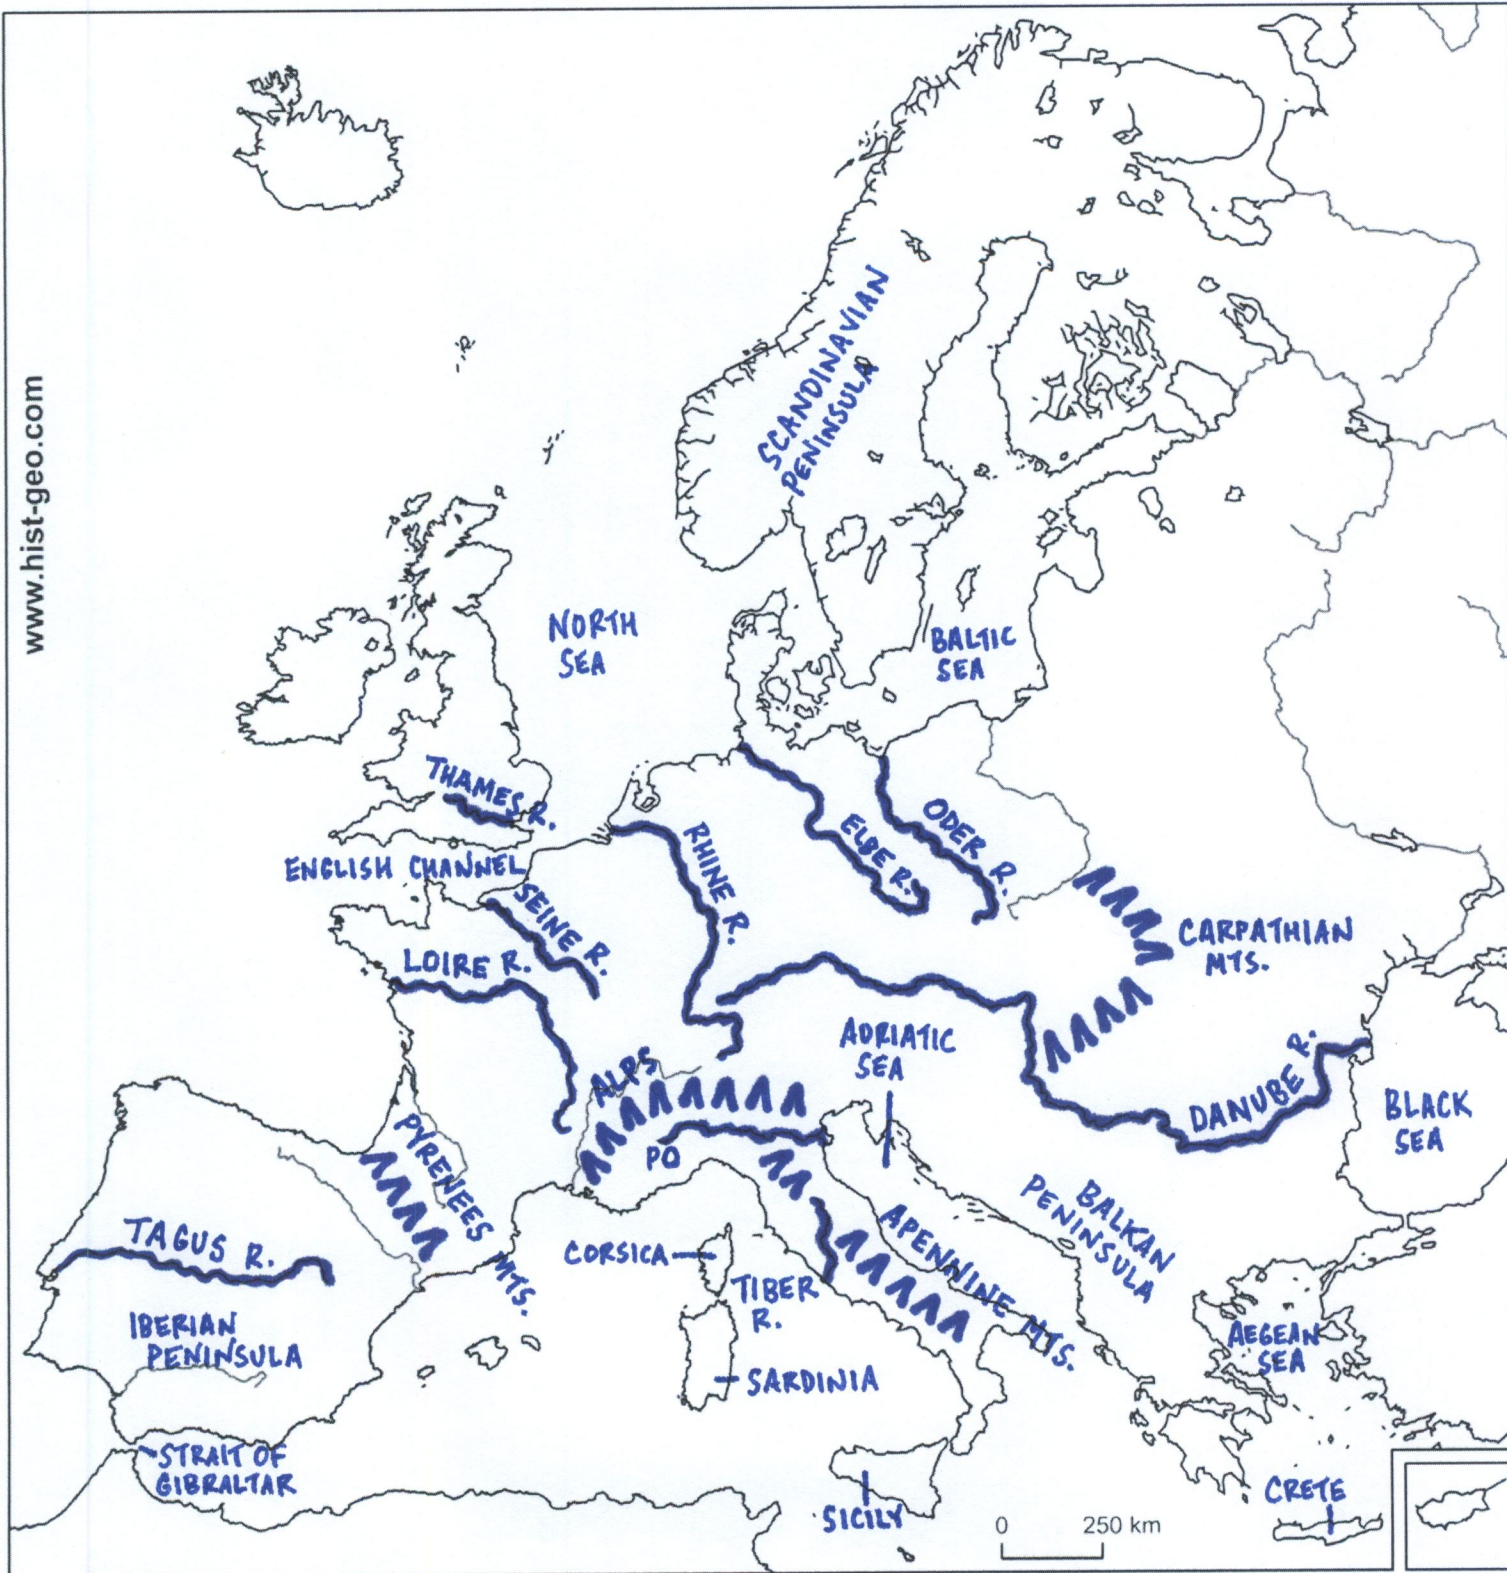 www.hist-geo.com
SCANDINAVIAN
PENINSULA
NORTH
SEA
BALTIC
SEA
THAMES R.
ENGLISH CHANNEL
SEINE R.
LOIRE R.
RHINE R.
ELBE R.
ODER R.
CARPATHIAN
MTS.
ADRIATIC
SEA
ALPS
DANUBE R.
BLACK
SEA
PYRENEES MTS.
PO
TAGUS R.
IBERIAN
PENINSULA
CORSICA
TIBER
R.
APENNINE MTS.
BALKAN
PENINSULA
AEGEAN
SEA
SARDINIA
STRAIT OF
GIBRALTAR
SICILY
CRETE
0 250 km